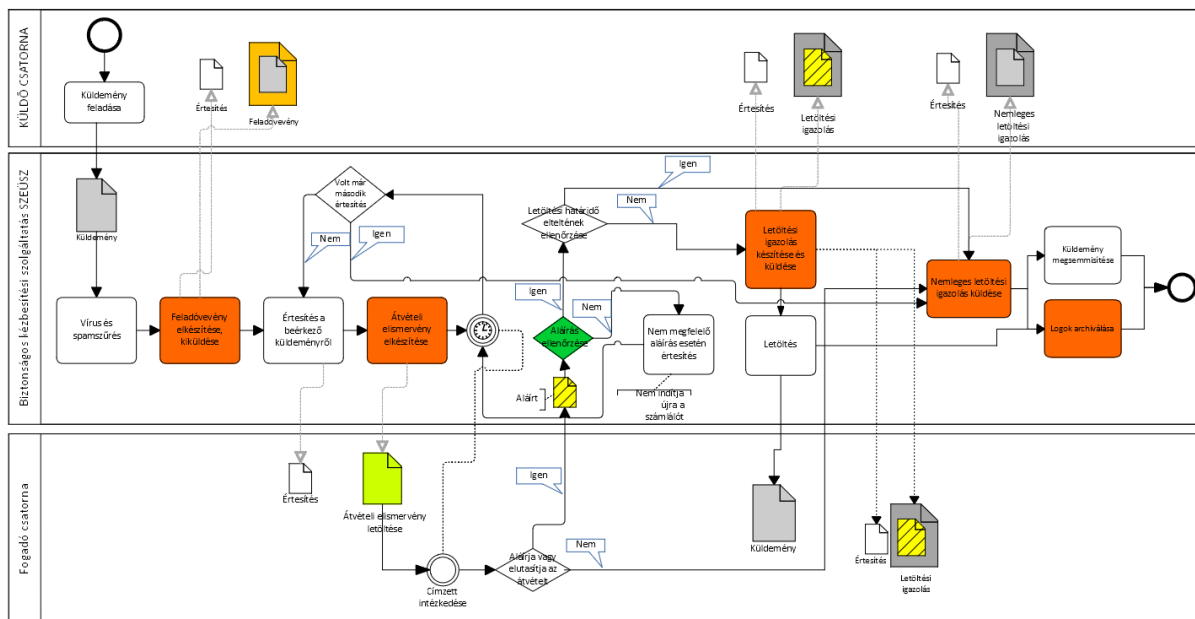 KÜLDŐ CSATORNA
Küldemény
feladása
Értesítés
Feladóvevény
Értesítés
Letöltési
igazolás
Értesítés
Nemleges
letöltési
igazolás
Biztonságos kézbesítési szolgáltatás SZEÜSZ
Küldemény
Volt már
második
értesítés
Nem
Igen
Igen
Letöltési határidő
elteltének
ellenőrzése
Nem
Letöltési
igazolás
készítése és
küldése
Nemleges letöltési
igazolás küldése
Küldemény
megsemmisítése
Logok archiválása
Vírus és
spamszűrés
Feladóvevény
elkészítése,
kiküldése
Értesítés a
beérkező
küldeményről
Átvételi
elismervény
elkészítése
Igen
Nem
Aláírás
ellenőrzése
Nem megfelelő
aláírás esetén
értesítés
Letöltés
Aláírt
Nem indítja
újra a
számlálót
Fogadó csatorna
Értesítés
Átvételi elismervény
letöltése
Igen
Címzett
intézkedése
Aláírja vagy
elutasítja az
átvételt
Nem
Küldemény
Értesítés
Letöltési
igazolás